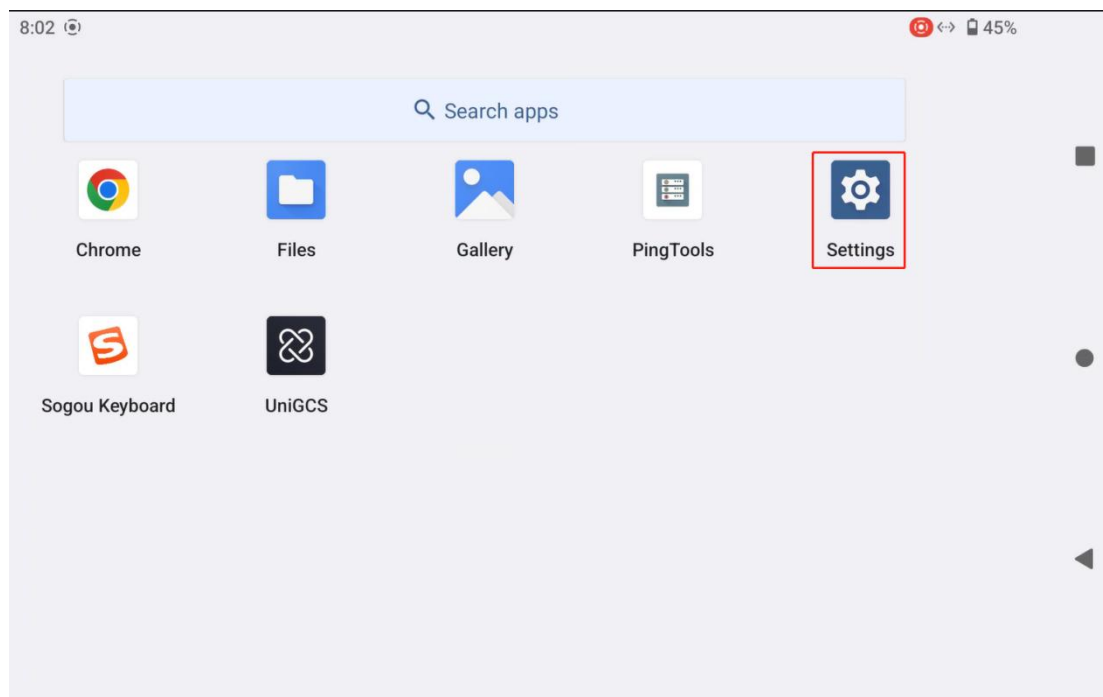 8:02
45%
Search apps
Chrome
Files
Gallery
PingTools
Settings
Sogou Keyboard
UniGCS